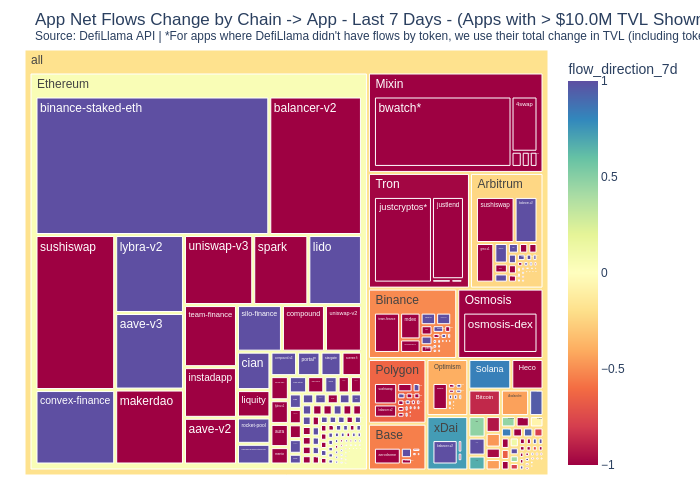 App Net Flows Change by Chain -> App - Last 7 Days - (Apps with > $10.0M TVL Shown
Source: DefiLlama API | *For apps where DefiLlama didn't have flows by token, we use their total change in TVL (including toke
all
flow_direction_7d
Ethereum
Mixin
binance-staked-eth
balancer-v2
bwatch*
4swap
1
Tron
Arbitrum
0.5
justcryptos*
justlend
sushiswap
sushiswap
lybra-v2
uniswap-v3
spark
lido
0
Binance
Osmosis
team-finance
silo-finance
compound
uniswap-v2
osmosis-dex
aave-v3
cian
Polygon
Optimism
Solana
Heco
−0.5
instadapp
convex-finance
makerdao
liquity
Bitcoin
aave-v2
rocket-pool
aura
Base
xDai
−1